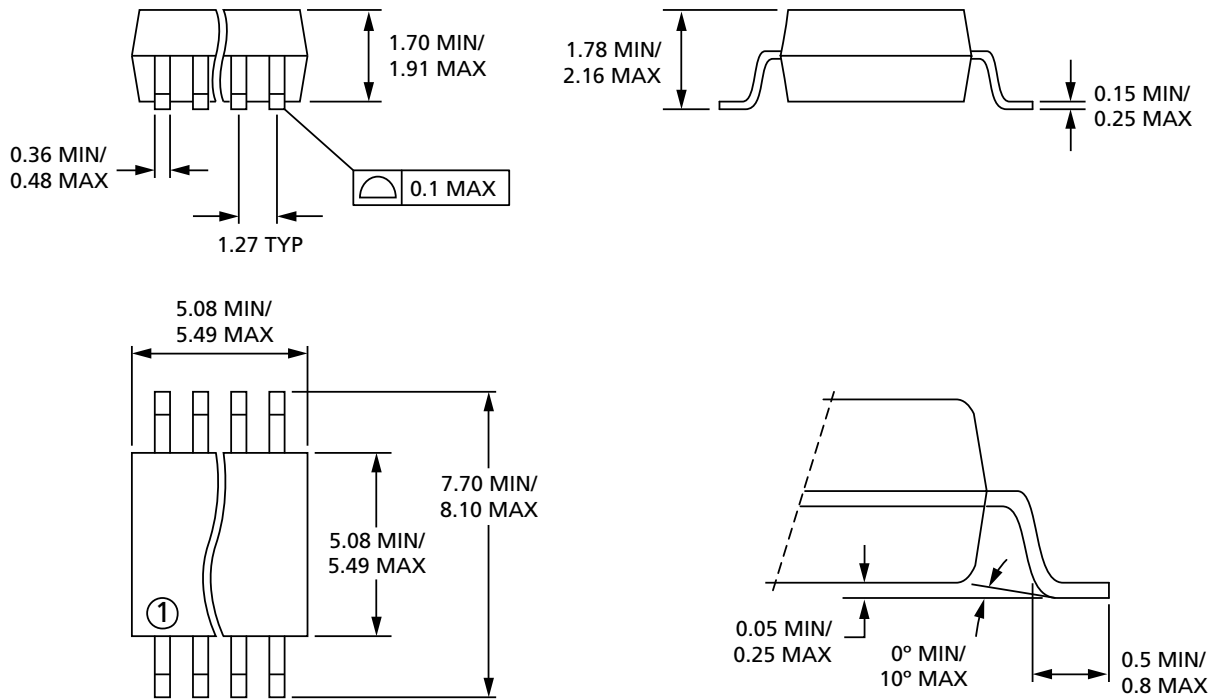 1.70 MIN/
1.91 MAX
1.78 MIN/
2.16 MAX
0.15 MIN/
0.25 MAX
0.36 MIN/
0.48 MAX
0.1 MAX
1.27 TYP
5.08 MIN/
5.49 MAX
7.70 MIN/
8.10 MAX
5.08 MIN/
5.49 MAX
1
0.05 MIN/
0.25 MAX
0º MIN/
10º MAX
0.5 MIN/
0.8 MAX